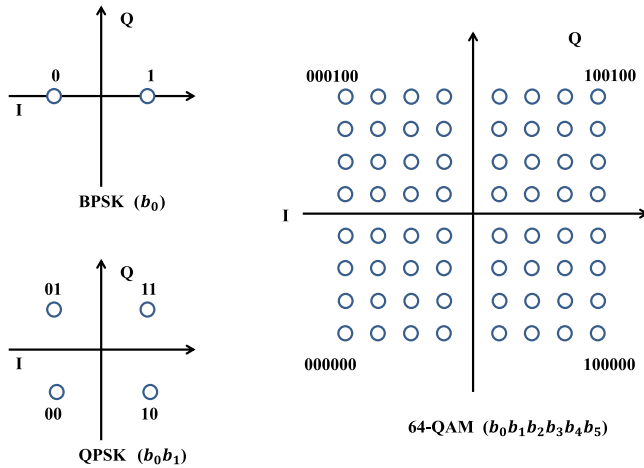 Q
0 1
I
BPSK (b₀)
Q
01 11
I
00 10
QPSK (b₀b₁)
Q
000100 100100
I
000000 100000
64-QAM (b₀b₁b₂b₃b₄b₅)